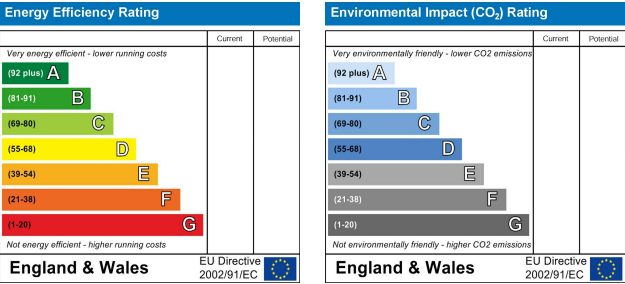 Energy Efficiency Rating
Current Potential
Very energy efficient - lower running costs
(92 plus) A
(81-91) B
(69-80) C
(55-68) D
(39-54) E
(21-38) F
(1-20) G
Not energy efficient - higher running costs
England & Wales
EU Directive
2002/91/EC
Environmental Impact (CO₂) Rating
Current Potential
Very environmentally friendly - lower CO2 emissions
(92 plus) A
(81-91) B
(69-80) C
(55-68) D
(39-54) E
(21-38) F
(1-20) G
Not environmentally friendly - higher CO2 emissions
England & Wales
EU Directive
2002/91/EC